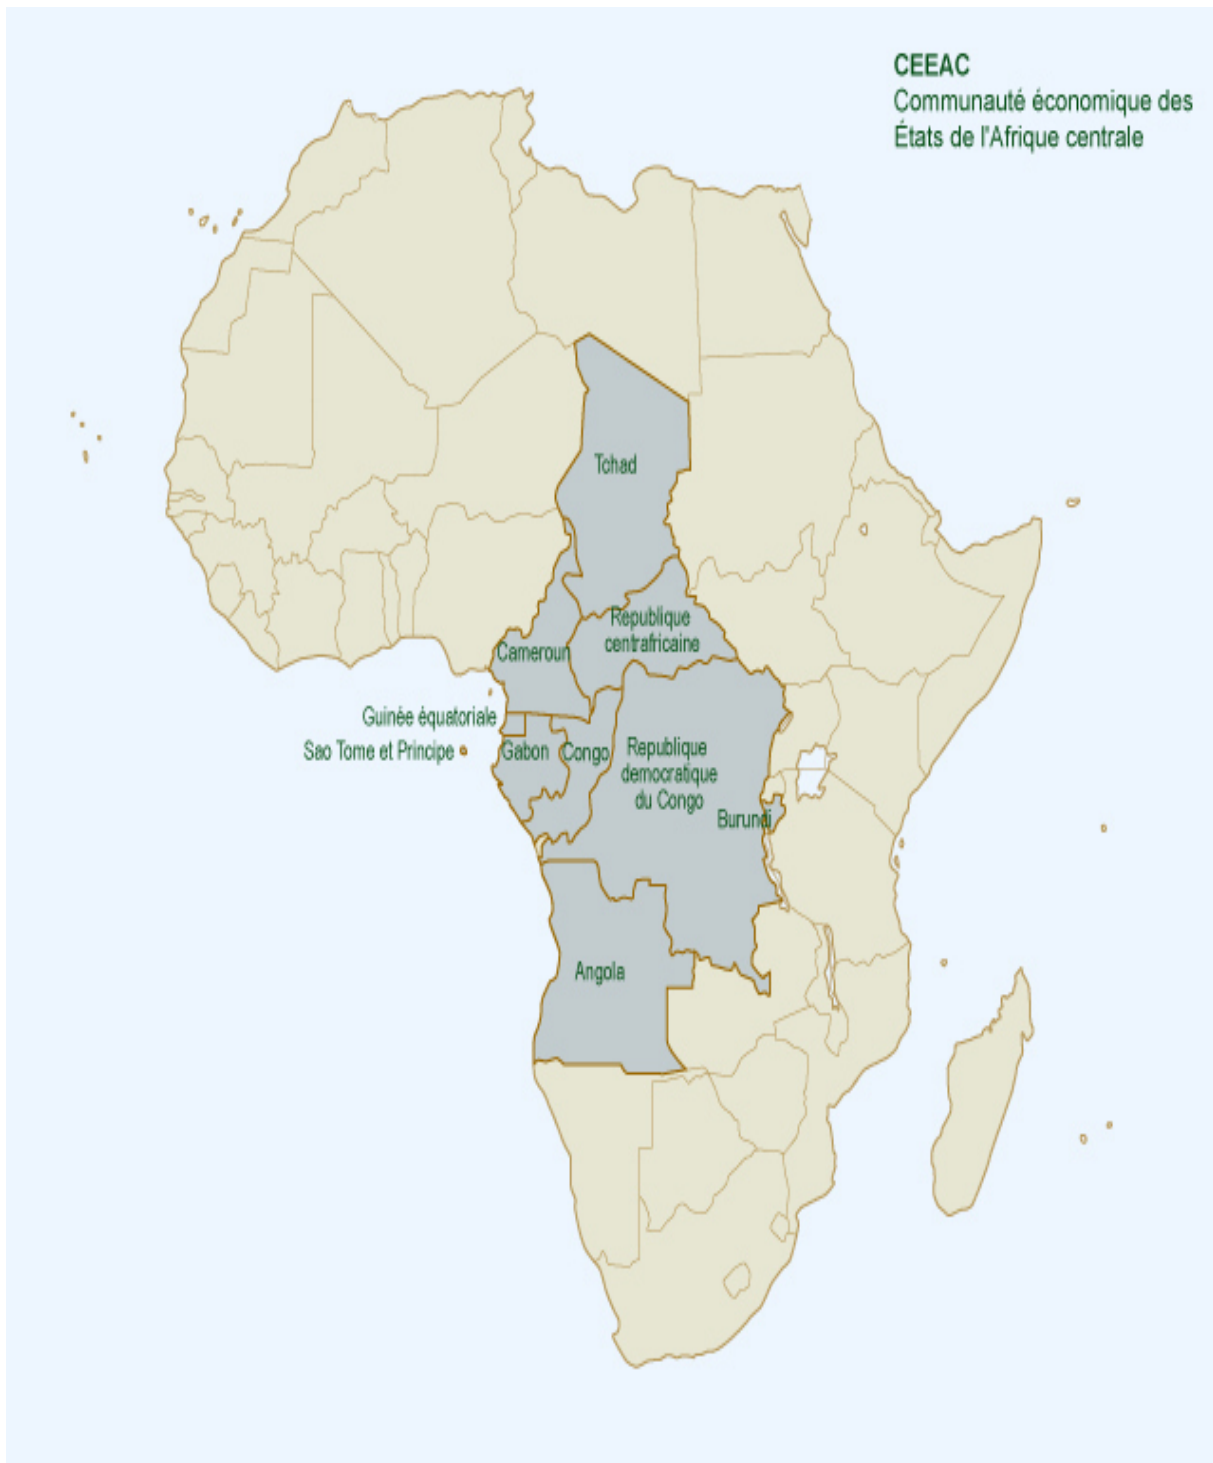 CEEAC
Communauté économique des
États de l'Afrique centrale
Tchad
Republique
centrafricaine
Cameroun
Guinée équatoriale
Sao Tome et Principe
Gabon
Congo
Republique
democratique
du Congo
Burundi
Angola